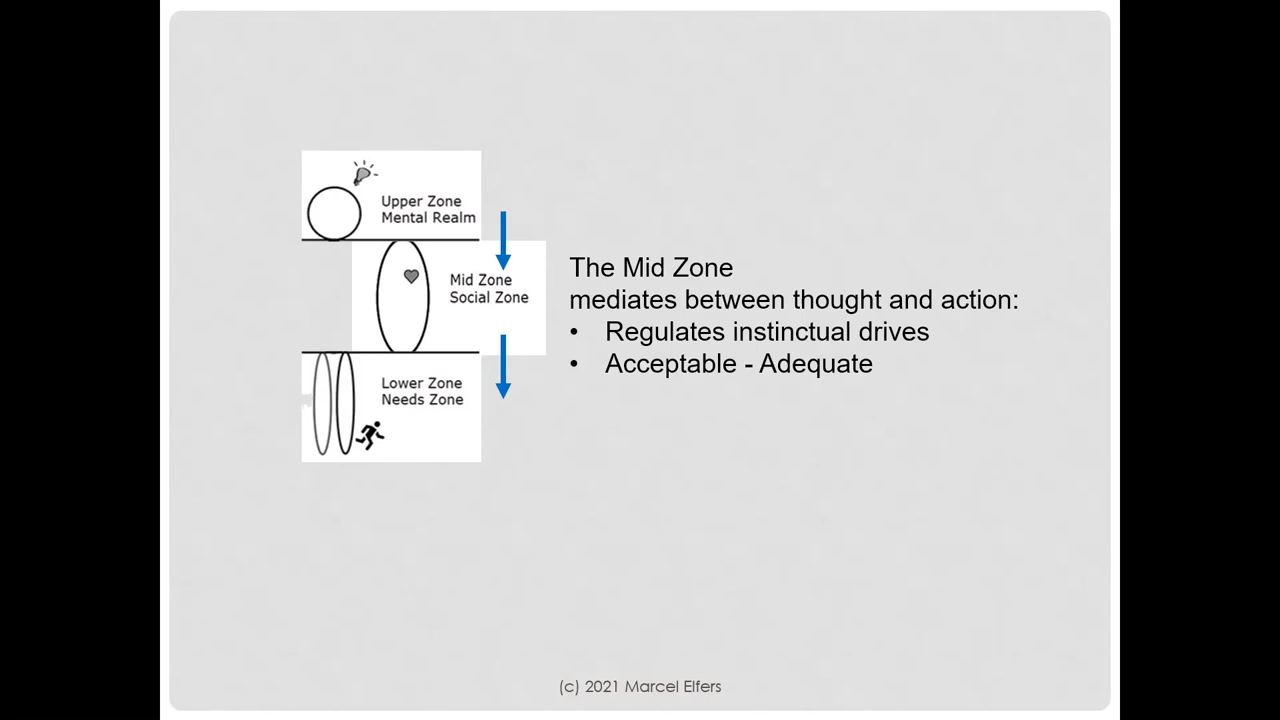 Upper Zone
Mental Realm
Mid Zone
Social Zone
Lower Zone
Needs Zone
The Mid Zone
mediates between thought and action:
• Regulates instinctual drives
• Acceptable - Adequate
(c) 2021 Marcel Elfers